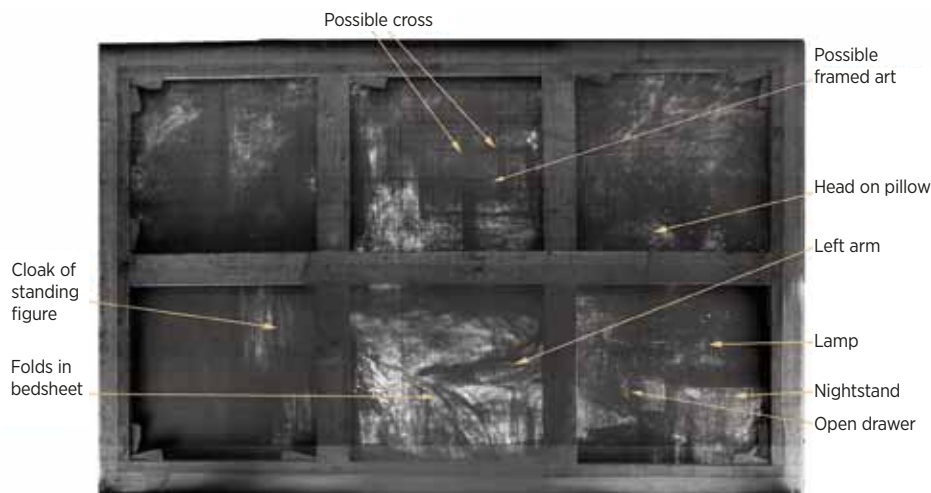 Possible cross
Possible
framed art
Head on pillow
Left arm
Cloak of
standing
figure
Lamp
Folds in
bedsheet
Nightstand
Open drawer